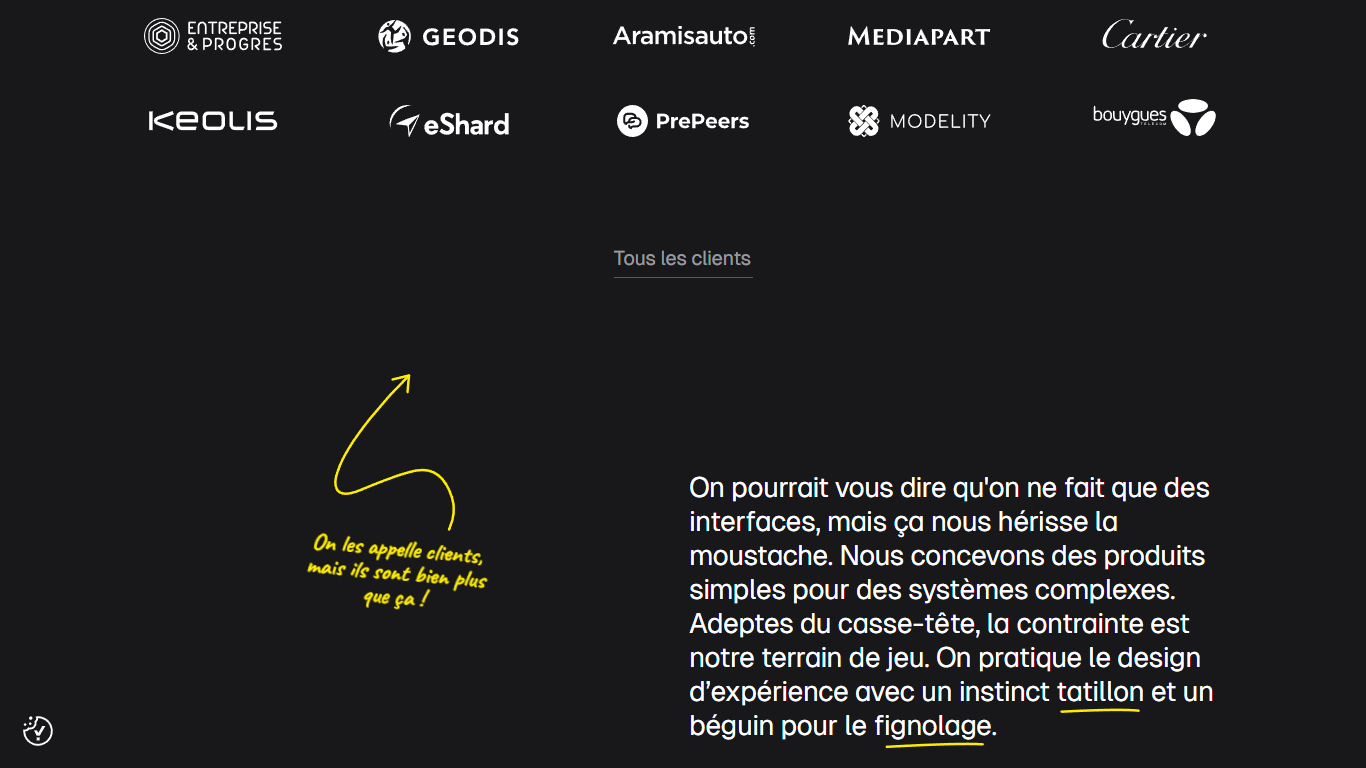 ENTREPRISE
& PROGRES
GEODIS
Aramisauto.com
MEDIAPART
Cartier
KEOLIS
eShard
PrePeers
MODELITY
bouygues
TELECOM
Tous les clients
On les appelle clients,
mais ils sont bien plus
que ça !
On pourrait vous dire qu'on ne fait que des
interfaces, mais ça nous hérisse la
moustache. Nous concevons des produits
simples pour des systèmes complexes.
Adeptes du casse-tête, la contrainte est
notre terrain de jeu. On pratique le design
d’expérience avec un instinct tatillon et un
béguin pour le fignolage.